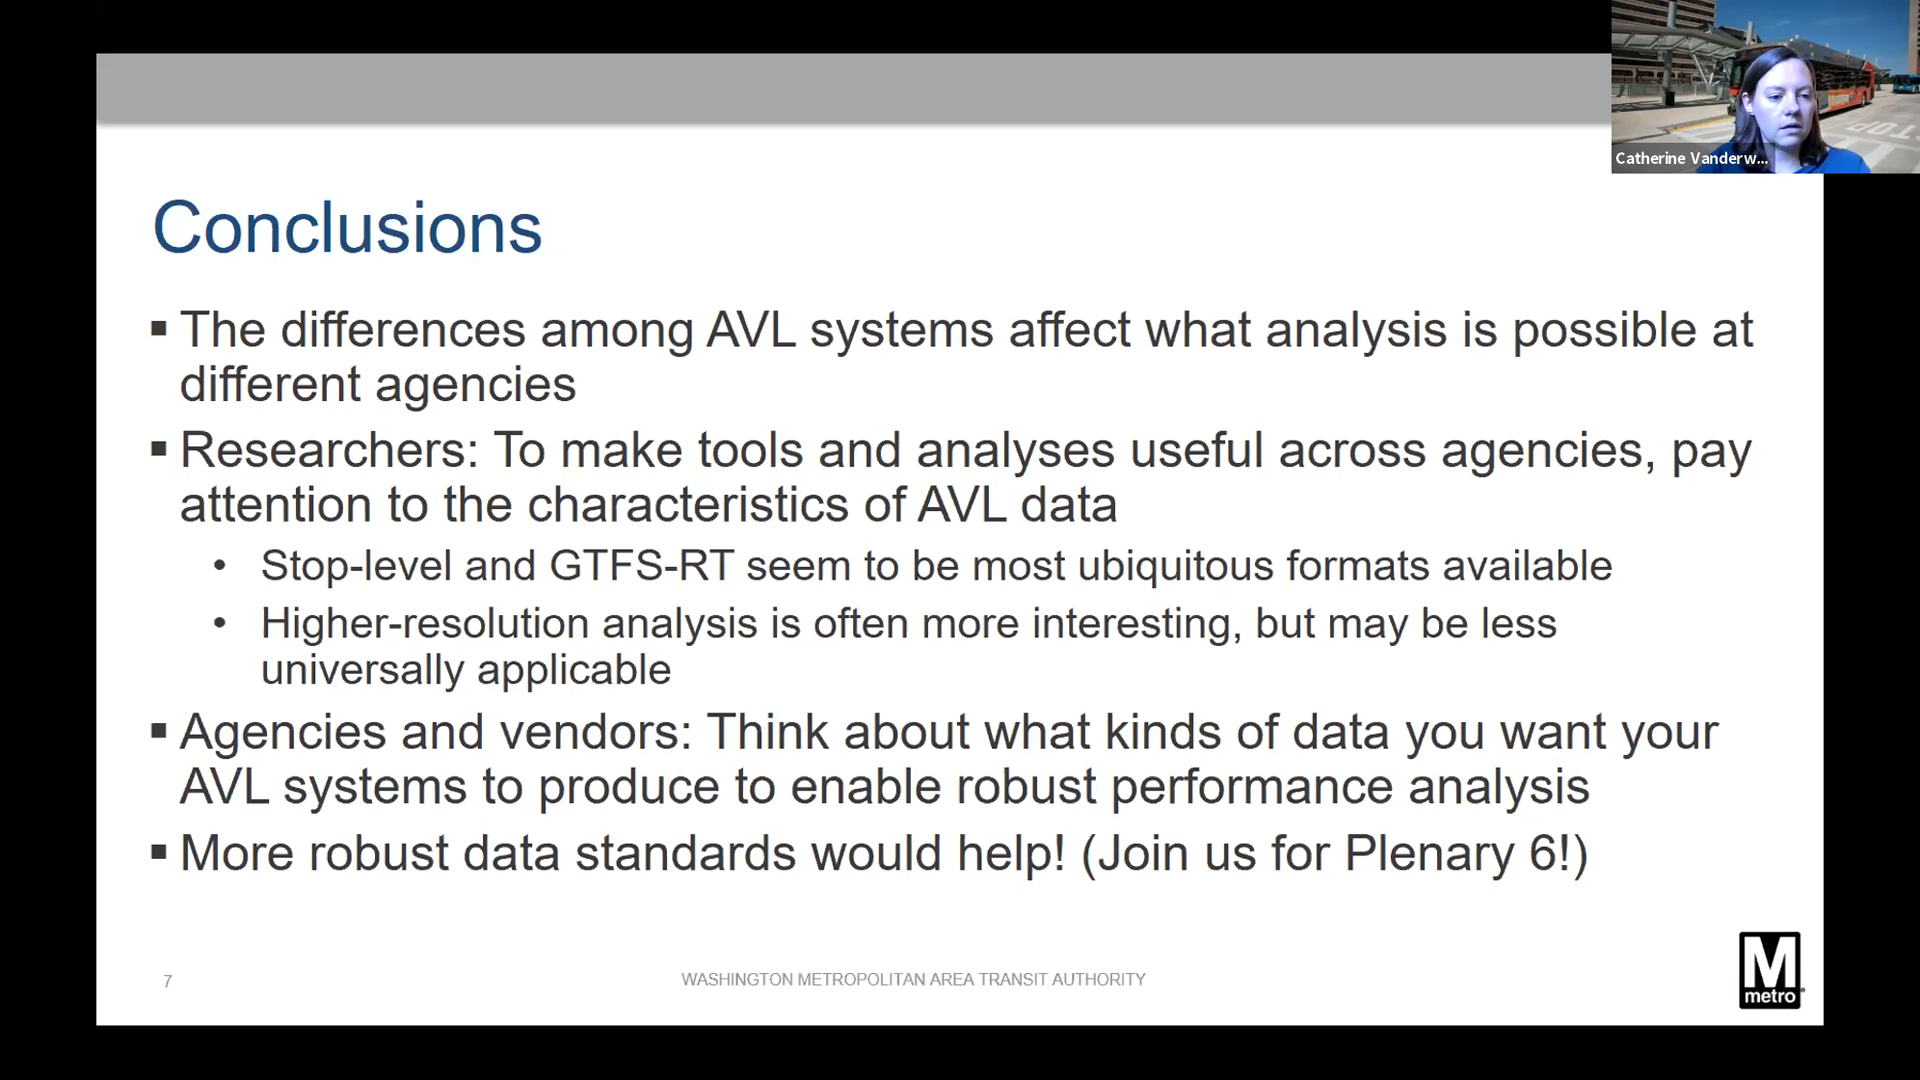 Catherine Vanderw...
Conclusions
▪ The differences among AVL systems affect what analysis is possible at
different agencies
▪ Researchers: To make tools and analyses useful across agencies, pay
attention to the characteristics of AVL data
• Stop-level and GTFS-RT seem to be most ubiquitous formats available
• Higher-resolution analysis is often more interesting, but may be less
universally applicable
▪ Agencies and vendors: Think about what kinds of data you want your
AVL systems to produce to enable robust performance analysis
▪ More robust data standards would help! (Join us for Plenary 6!)
7
WASHINGTON METROPOLITAN AREA TRANSIT AUTHORITY
M
metro